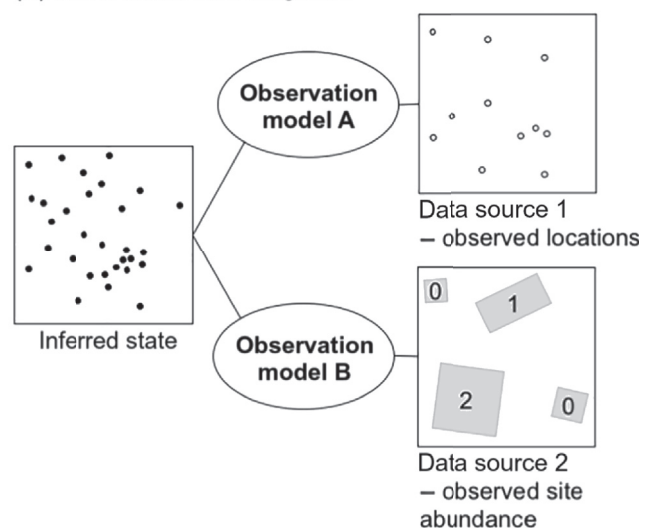 Observation
model A
Data source 1
– observed locations
Inferred state
Observation
model B
0
1
2
0
Data source 2
– observed site
abundance